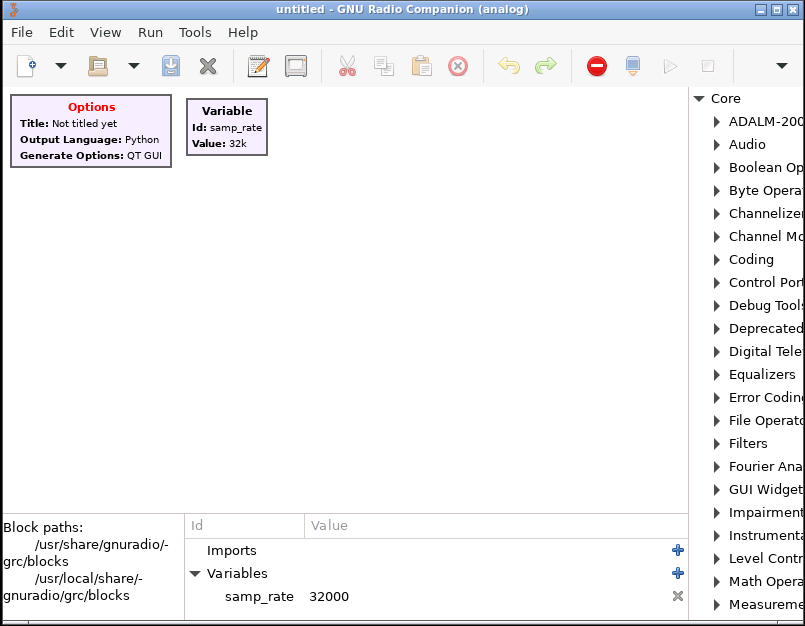 untitled - GNU Radio Companion (analog)
File Edit View Run Tools Help
Options
Title: Not titled yet
Output Language: Python
Generate Options: QT GUI
Variable
Id: samp_rate
Value: 32k
Core
ADALM-200
Audio
Boolean Op
Byte Opera
Channelize
Channel Mo
Coding
Control Port
Debug Tools
Deprecated
Digital Tele
Equalizers
Error Coding
File Operato
Filters
Fourier Ana
GUI Widget
Impairment
Instrumenta
Level Contr
Math Opera
Measureme
Block paths:
/usr/share/gnuradio/-
grc/blocks
/usr/local/share/-
gnuradio/grc/blocks
Id Value
Imports
Variables
samp_rate 32000